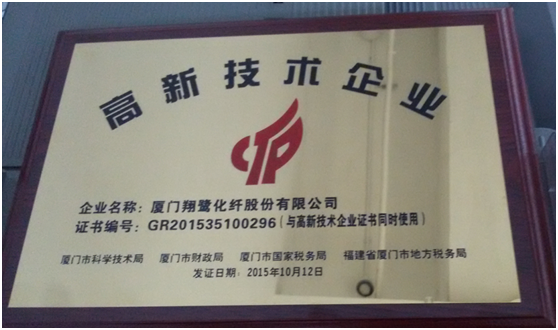 高新技术企业
企业名称：厦门翔鹭化纤股份有限公司
证书编号：GR201535100296（与高新技术企业证书同时使用）
厦门市科学技术局 厦门市财政局 厦门市国家税务局 福建省厦门市地方税务局
发证日期：2015年10月12日